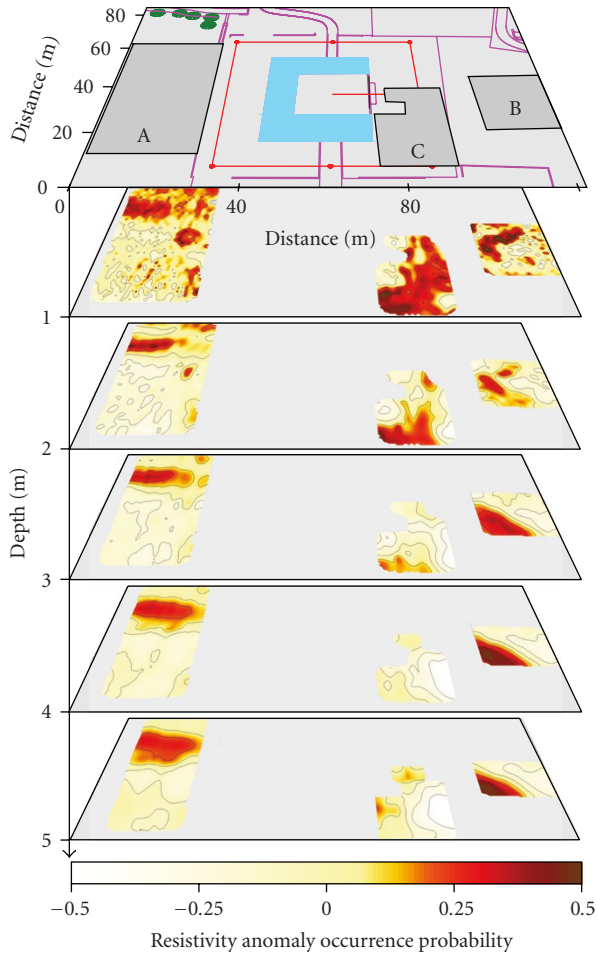 80
60
40
20
0
Distance (m)
A
B
C
0
40
80
Distance (m)
1
2
3
4
5
Depth (m)
−0.5
−0.25
0
0.25
0.5
Resistivity anomaly occurrence probability